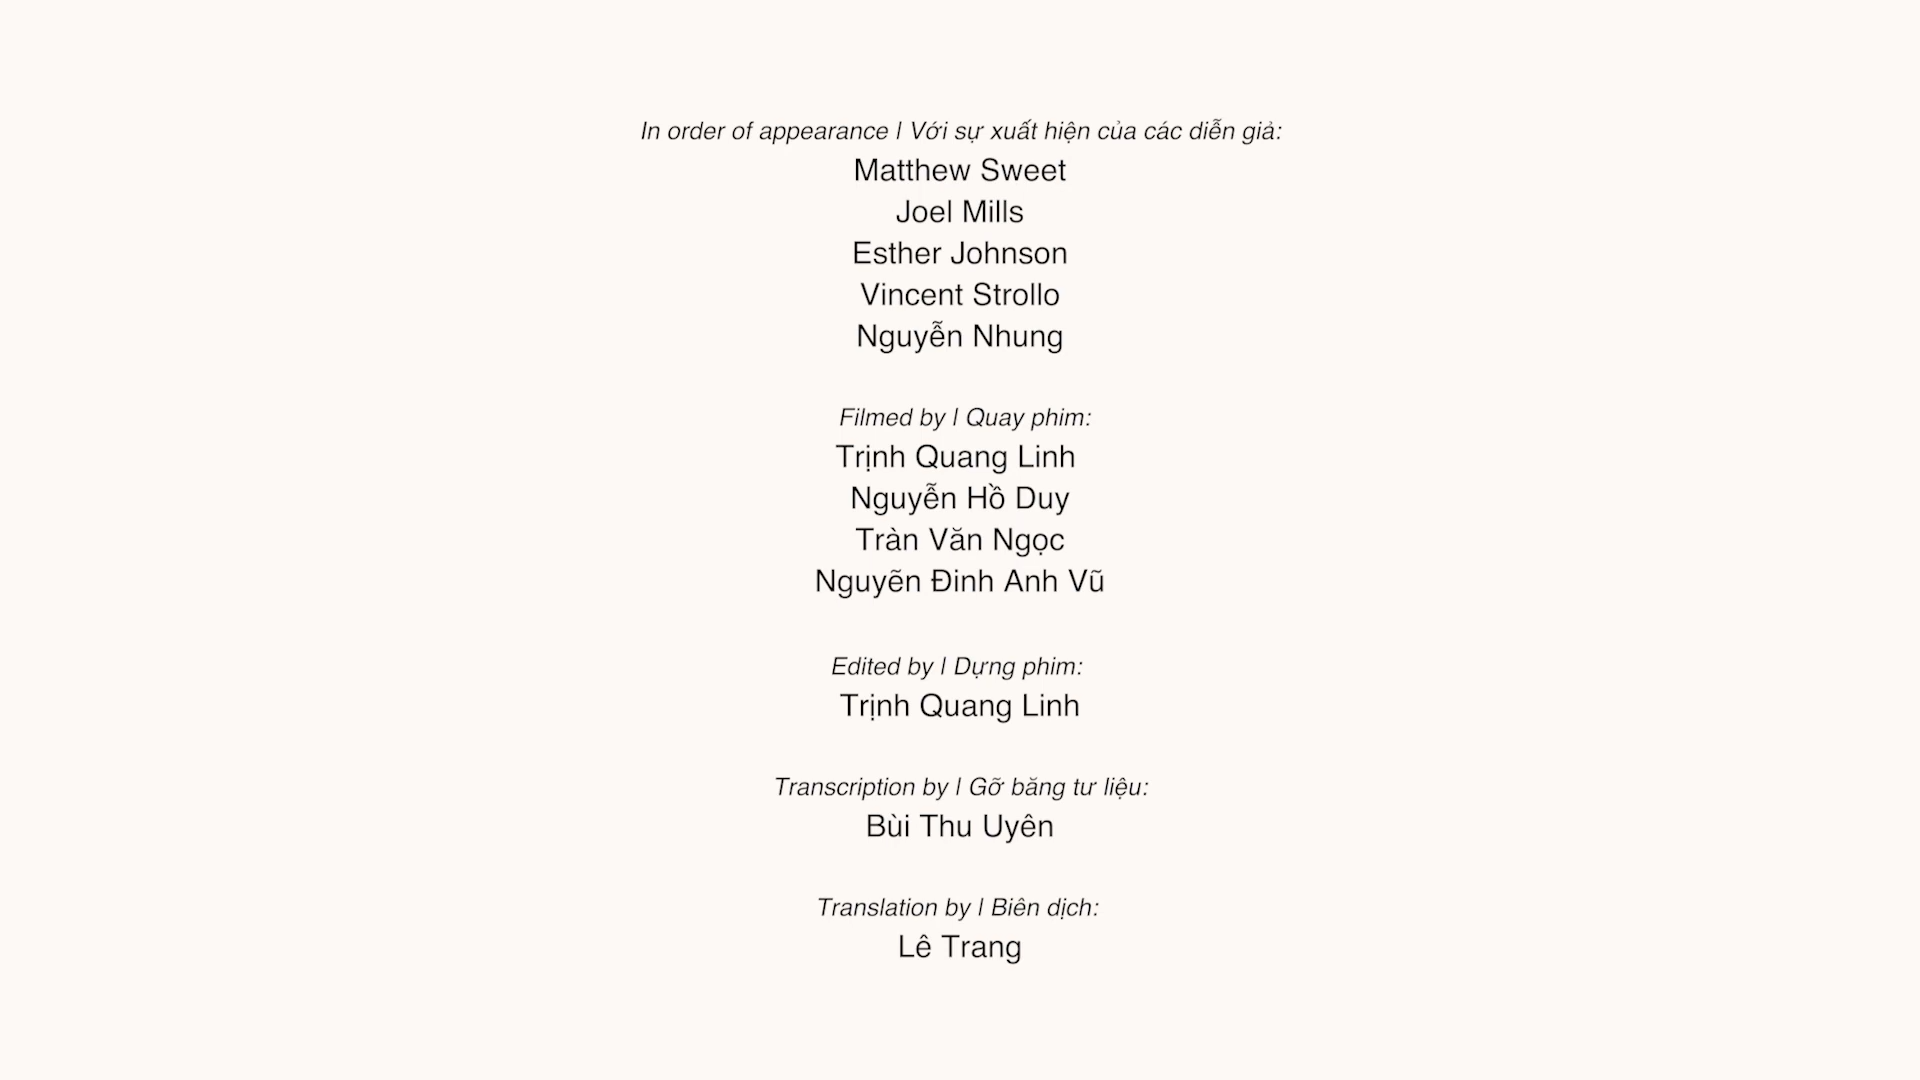 In order of appearance | Với sự xuất hiện của các diễn giả:
Matthew Sweet
Joel Mills
Esther Johnson
Vincent Strollo
Nguyễn Nhung
Filmed by | Quay phim:
Trịnh Quang Linh
Nguyễn Hồ Duy
Tràn Văn Ngọc
Nguyẽn Đinh Anh Vũ
Edited by | Dựng phim:
Trịnh Quang Linh
Transcription by | Gỡ băng tư liệu:
Bùi Thu Uyên
Translation by | Biên dịch:
Lê Trang